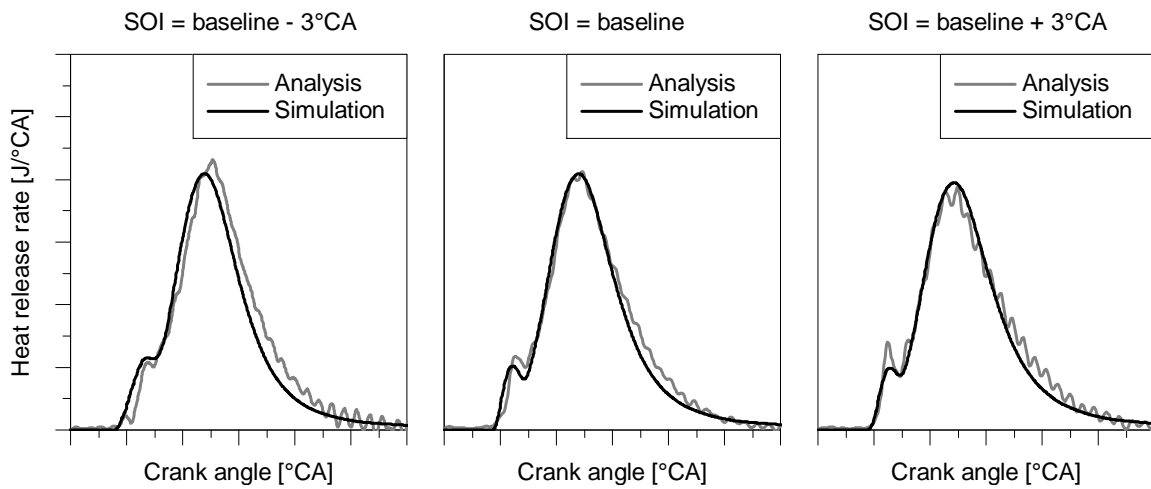 SOI = baseline - 3°CA
SOI = baseline
SOI = baseline + 3°CA
Analysis
Simulation
Analysis
Simulation
Analysis
Simulation
Heat release rate [J/°CA]
Crank angle [°CA]
Crank angle [°CA]
Crank angle [°CA]